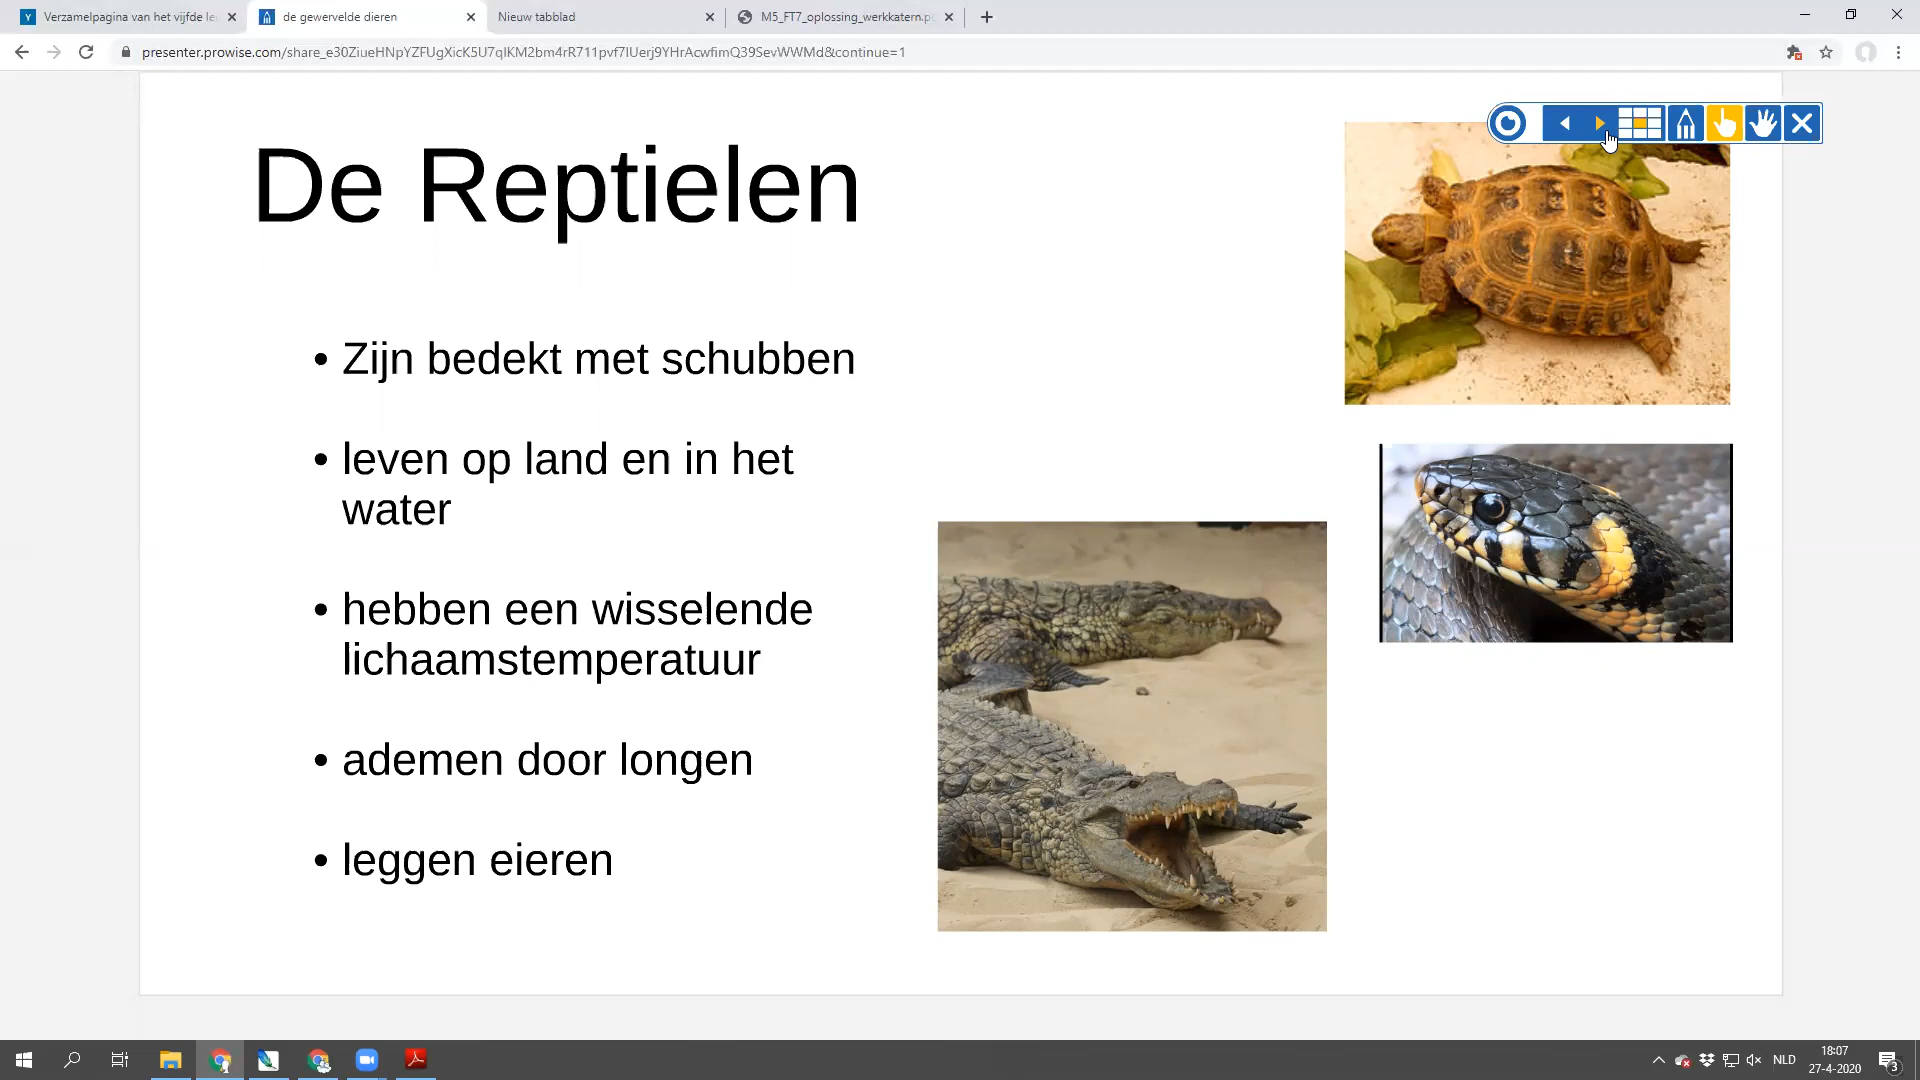 Verzamelpagina van het vijfde le
de gewervelde dieren
Nieuw tabblad
M5_FT7_oplossing_werkkatern.p
presenter.prowise.com/share_e30ZiueHNpYZFUgXicK5U7qIKM2bm4rR711pvf7IUerj9YHrAcwfimQ39SevWWMd&continue=1
De Reptielen
• Zijn bedekt met schubben
• leven op land en in het
water
• hebben een wisselende
lichaamstemperatuur
• ademen door longen
• leggen eieren
NLD
18:07
27-4-2020
3